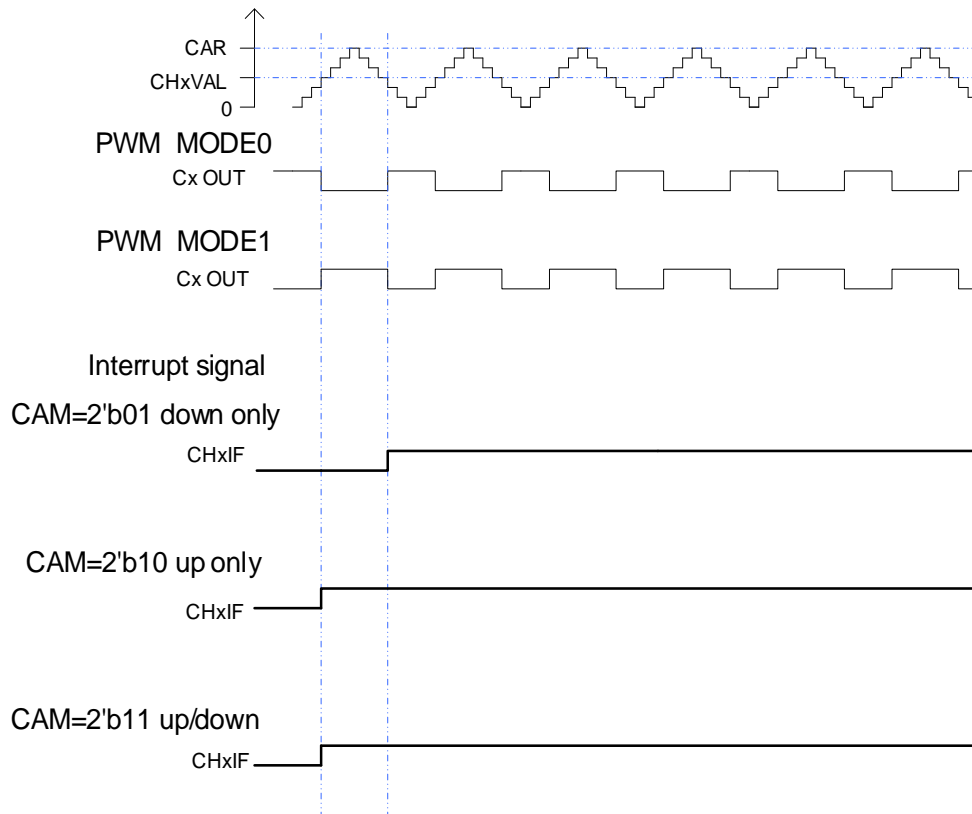 CAR
CHxVAL
0
PWM MODE0
Cx OUT
PWM MODE1
Cx OUT
Interrupt signal
CAM=2'b01 down only
CHxIF
CAM=2'b10 up only
CHxIF
CAM=2'b11 up/down
CHxIF